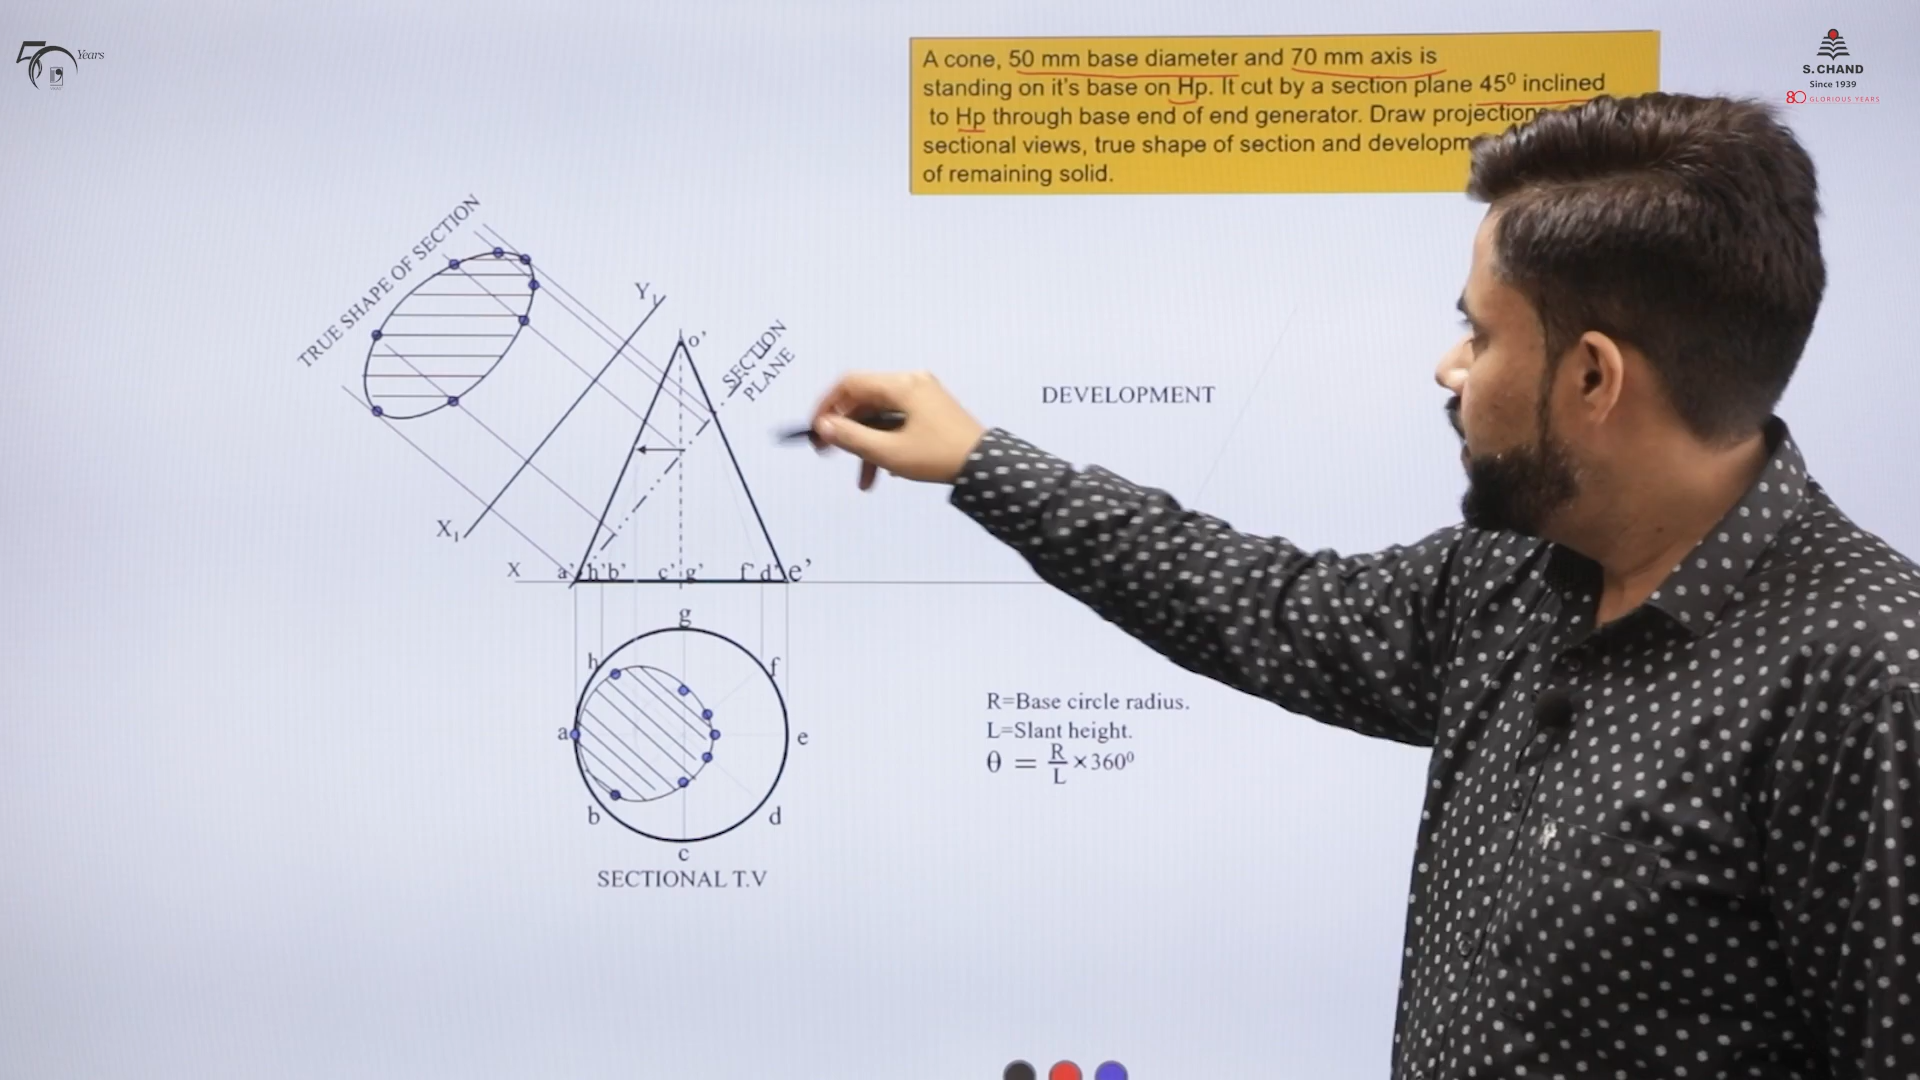 50 Years
S. CHAND
Since 1939
80 GLORIOUS YEARS
A cone, 50 mm base diameter and 70 mm axis is
standing on it's base on Hp. It cut by a section plane 45⁰ inclined
to Hp through base end of end generator. Draw projections
sectional views, true shape of section and developm
of remaining solid.
TRUE SHAPE OF SECTION
Y₁
o'
SECTION
PLANE
DEVELOPMENT
X₁
X a' h' b' c' g' f' d' e'
g
h f
a e
b d
c
SECTIONAL T.V
R=Base circle radius.
L=Slant height.
θ = R/L ×360⁰